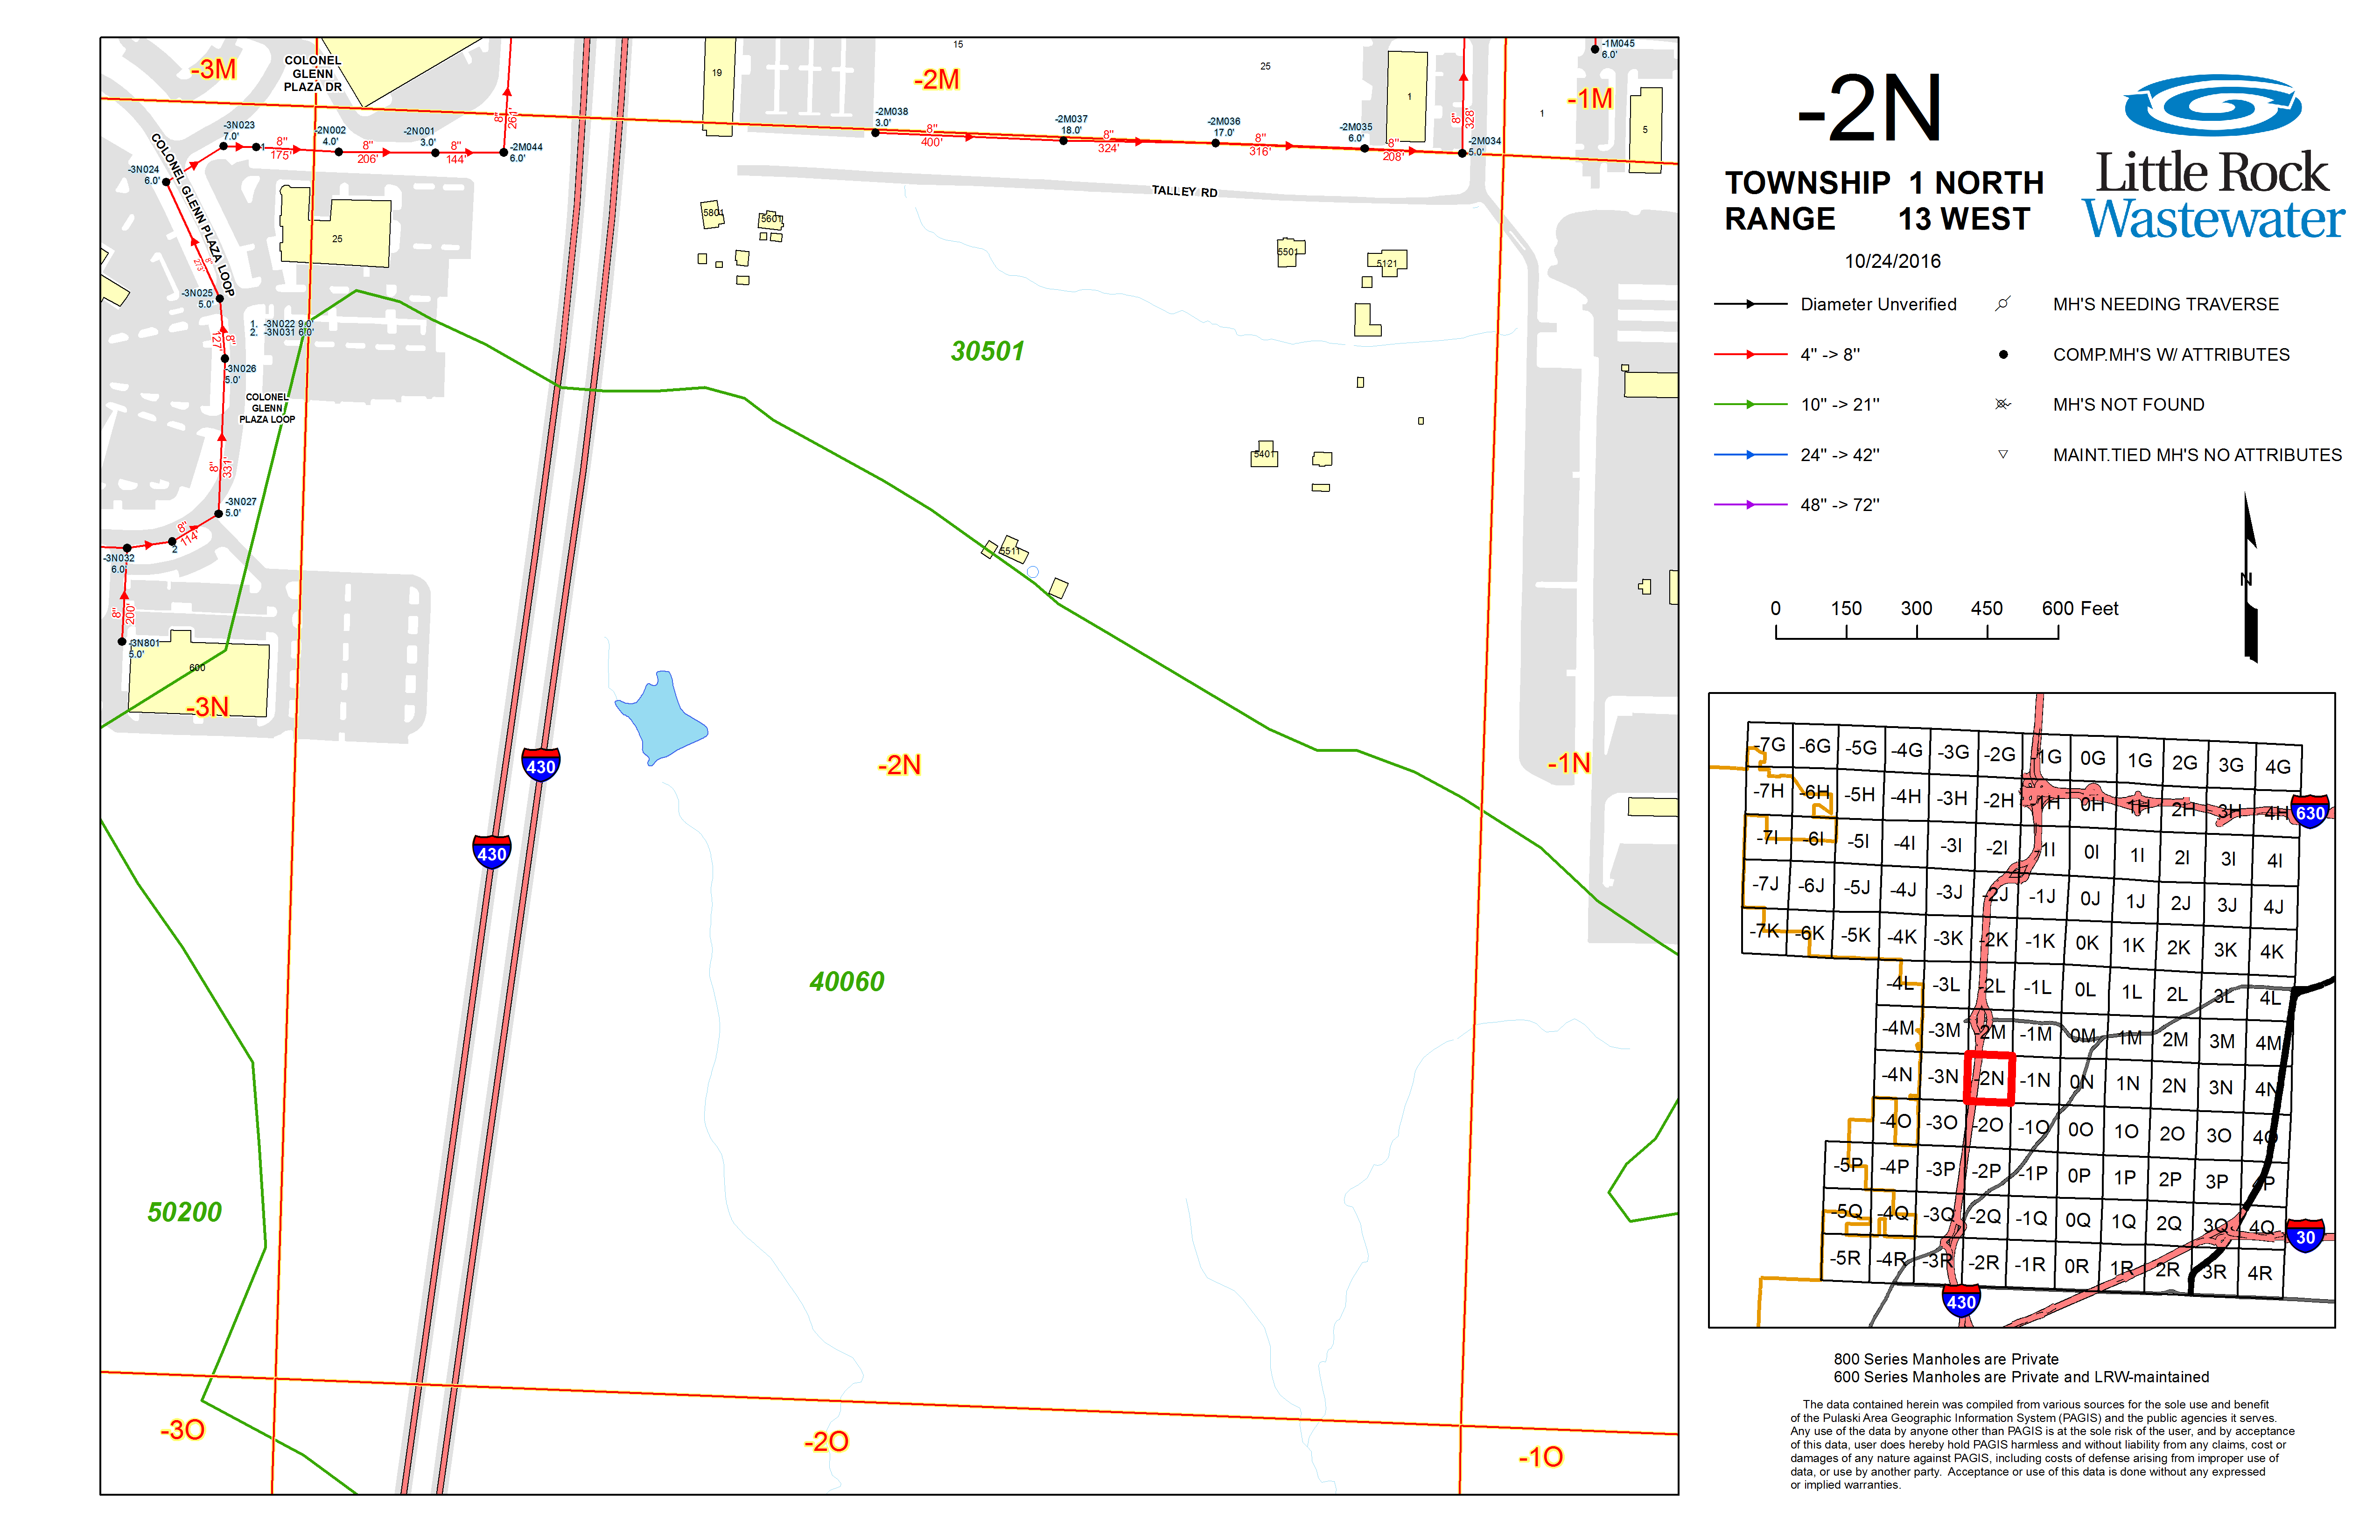 -3M
COLONEL
GLENN
PLAZA DR
19
15
-2M
25
1
1
-1M045
6.0'
-1M
5
8"
261'
8"
328'
-3N023
7.0'
8"
175'
1
-2N002
4.0'
8"
206'
-2N001
3.0'
8"
144'
-2M044
6.0'
-2M038
3.0'
8"
400'
-2M037
18.0'
8"
324'
-2M036
17.0'
8"
316'
-2M035
6.0'
8"
208'
-2M034
5.0'
-3N024
6.0'
COLONEL GLENN PLAZA LOOP
8"
273'
TALLEY RD
5801
5601
25
5501
5121
-3N025
5.0'
1. -3N022 9.0'
2. -3N031 6.0'
8"
127'
30501
-3N026
5.0'
COLONEL
GLENN
PLAZA LOOP
5401
8"
331'
-3N027
5.0'
8"
114'
2
-3N032
6.0'
5511
8"
200'
-3N801
5.0'
600
-3N
430
-2N
-1N
430
40060
50200
-3O
-2O
-1O
-2N
TOWNSHIP 1 NORTH
RANGE 13 WEST
10/24/2016
Little Rock
Wastewater
Diameter Unverified
MH'S NEEDING TRAVERSE
4" -> 8"
COMP.MH'S W/ ATTRIBUTES
10" -> 21"
MH'S NOT FOUND
24" -> 42"
MAINT.TIED MH'S NO ATTRIBUTES
48" -> 72"
N
0 150 300 450 600 Feet
-7G -6G -5G -4G -3G -2G -1G 0G 1G 2G 3G 4G
-7H -6H -5H -4H -3H -2H -1H 0H 1H 2H 3H 4H
630
-7I -6I -5I -4I -3I -2I -1I 0I 1I 2I 3I 4I
-7J -6J -5J -4J -3J -2J -1J 0J 1J 2J 3J 4J
-7K -6K -5K -4K -3K -2K -1K 0K 1K 2K 3K 4K
-4L -3L -2L -1L 0L 1L 2L 3L 4L
-4M -3M -2M -1M 0M 1M 2M 3M 4M
-4N -3N -2N -1N 0N 1N 2N 3N 4N
-4O -3O -2O -1O 0O 1O 2O 3O 4O
-5P -4P -3P -2P -1P 0P 1P 2P 3P 4P
-5Q -4Q -3Q -2Q -1Q 0Q 1Q 2Q 3Q 4Q
30
-5R -4R -3R -2R -1R 0R 1R 2R 3R 4R
430
800 Series Manholes are Private
600 Series Manholes are Private and LRW-maintained
The data contained herein was compiled from various sources for the sole use and benefit
of the Pulaski Area Geographic Information System (PAGIS) and the public agencies it serves.
Any use of the data by anyone other than PAGIS is at the sole risk of the user, and by acceptance
of this data, user does hereby hold PAGIS harmless and without liability from any claims, cost or
damages of any nature against PAGIS, including costs of defense arising from improper use of
data, or use by another party. Acceptance or use of this data is done without any expressed
or implied warranties.